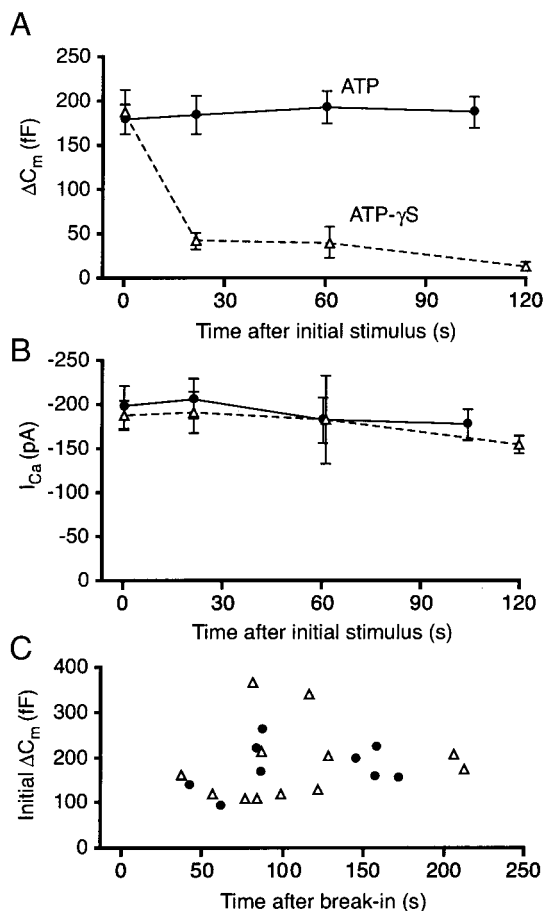 A
250
200
150
100
50
0
ΔCm (fF)
ATP
ATP-γS
0 30 60 90 120
Time after initial stimulus (s)
B
-250
-200
-150
-100
-50
0
ICa (pA)
0 30 60 90 120
Time after initial stimulus (s)
C
400
300
200
100
0
Initial ΔCm (fF)
0 50 100 150 200 250
Time after break-in (s)